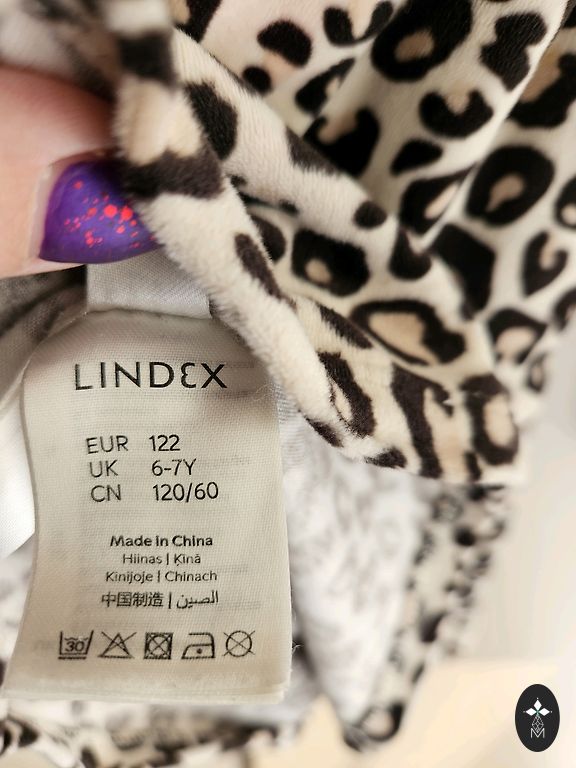 LINDEX
EUR 122
UK 6-7Y
CN 120/60
Made in China
Hiinas | Ķīnā
Kinijoje | Chinach
中国制造 | الصين
30
M